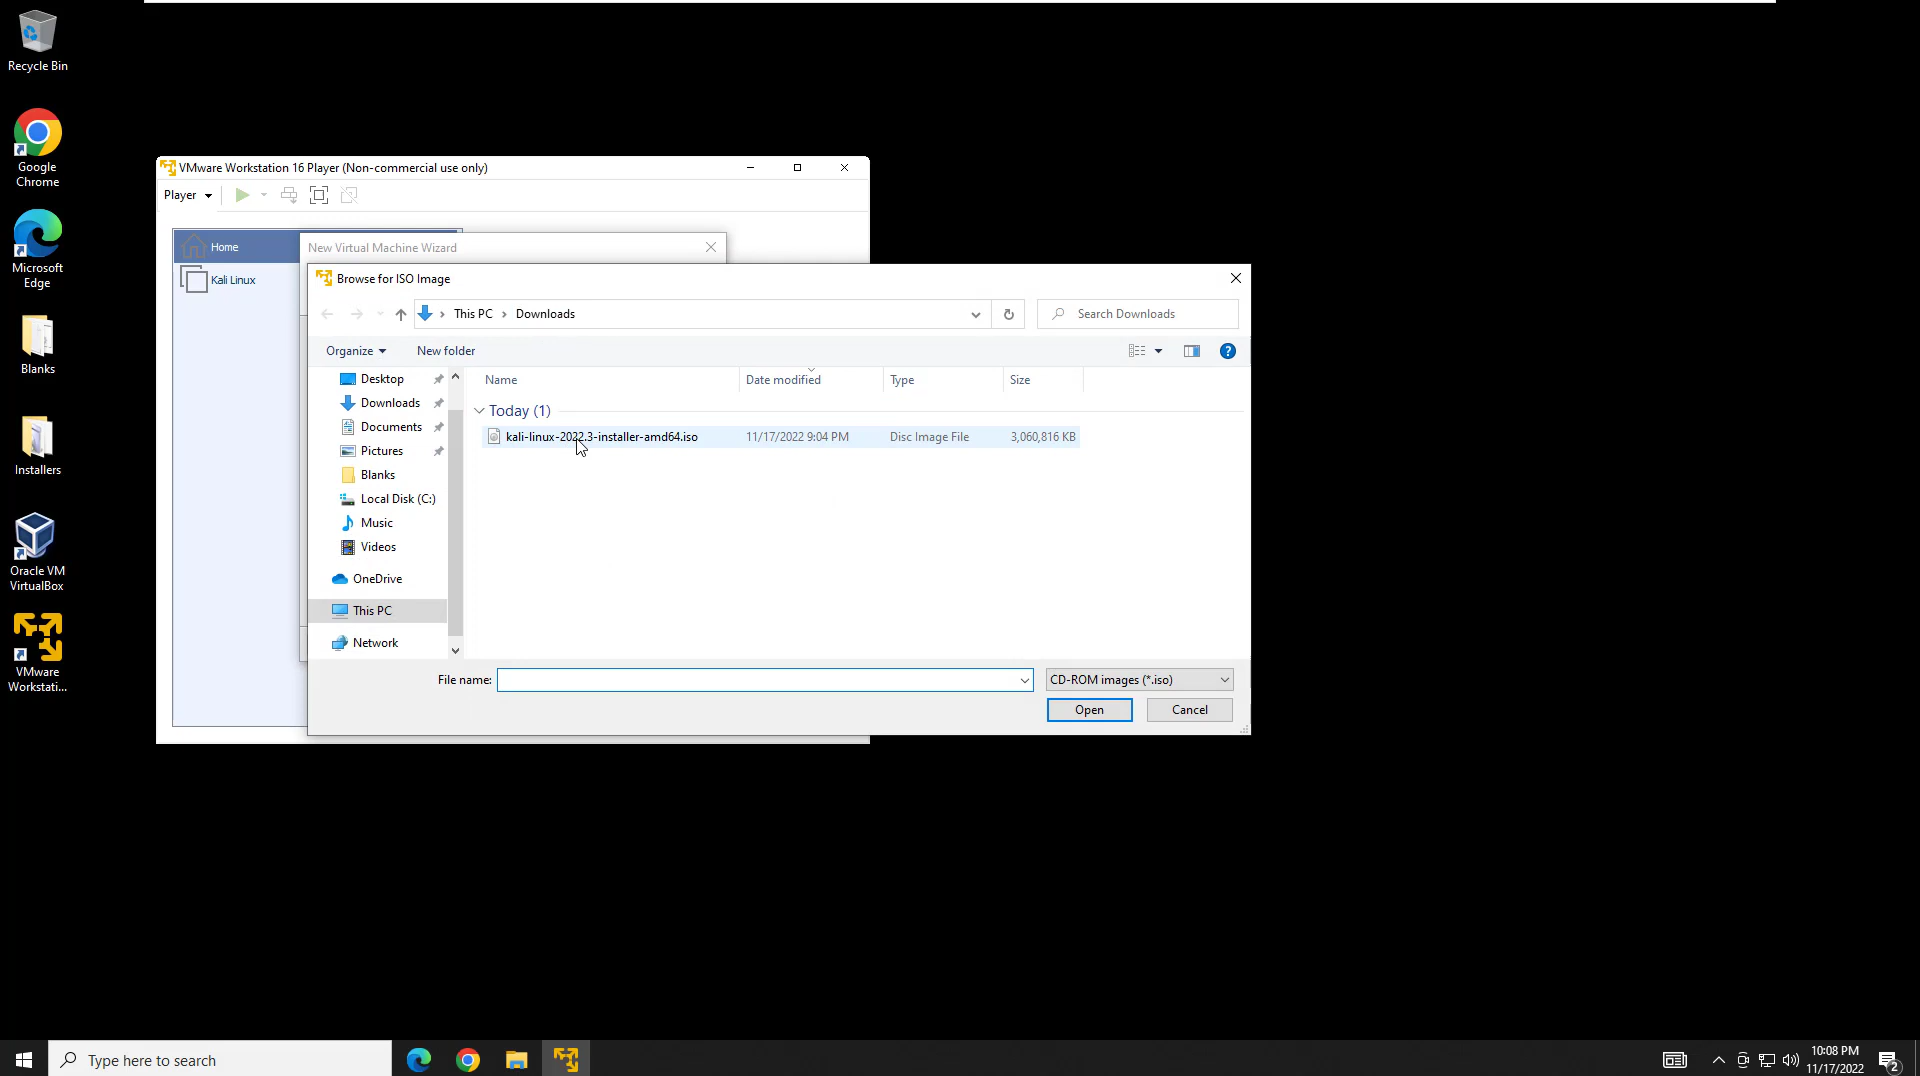 Recycle Bin
Google
Chrome
Microsoft
Edge
Blanks
Installers
Oracle VM
VirtualBox
VMware
Workstati...
VMware Workstation 16 Player (Non-commercial use only)
Player
Home
Kali Linux
New Virtual Machine Wizard
Browse for ISO Image
This PC > Downloads
Search Downloads
Organize
New folder
?
Desktop
Downloads
Documents
Pictures
Blanks
Local Disk (C:)
Music
Videos
OneDrive
This PC
Network
Name
Date modified
Type
Size
Today (1)
kali-linux-2022.3-installer-amd64.iso
11/17/2022 9:04 PM
Disc Image File
3,060,816 KB
File name:
CD-ROM images (*.iso)
Open
Cancel
Type here to search
10:08 PM
11/17/2022
2